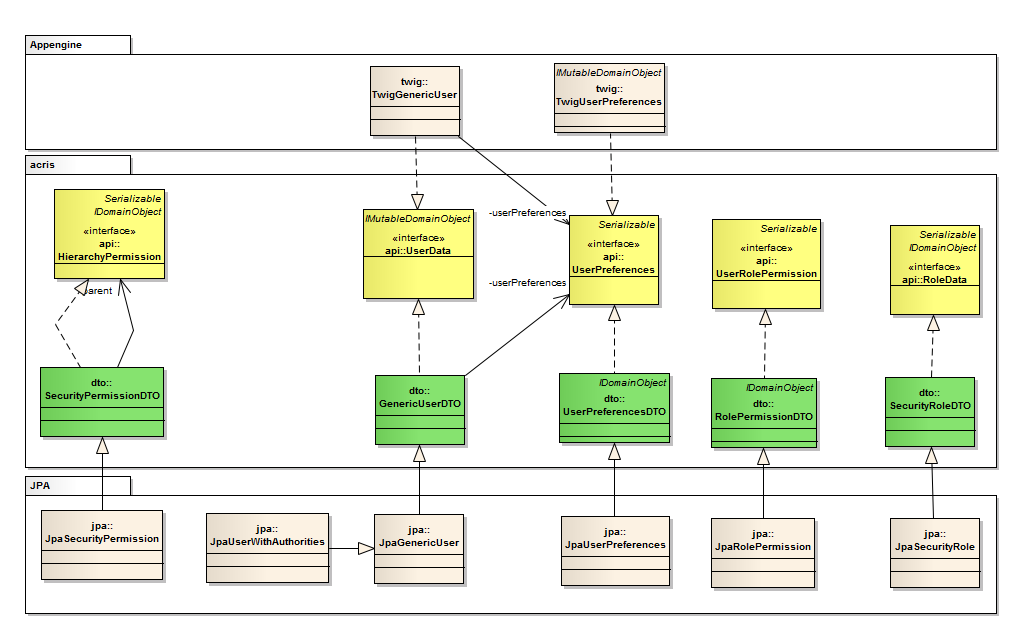 Appengine
twig::
TwigGenericUser
IMutableDomainObject
twig::
TwigUserPreferences
acris
Serializable
IDomainObject
«interface»
api::
HierarchyPermission
IMutableDomainObject
«interface»
api::UserData
-userPreferences
Serializable
«interface»
api::
UserPreferences
-userPreferences
Serializable
«interface»
api::
UserRolePermission
Serializable
IDomainObject
«interface»
api::RoleData
parent
dto::
SecurityPermissionDTO
dto::
GenericUserDTO
IDomainObject
dto::
UserPreferencesDTO
IDomainObject
dto::
RolePermissionDTO
dto::
SecurityRoleDTO
JPA
jpa::
JpaSecurityPermission
jpa::
JpaUserWithAuthorities
jpa::
JpaGenericUser
jpa::
JpaUserPreferences
jpa::
JpaRolePermission
jpa::
JpaSecurityRole